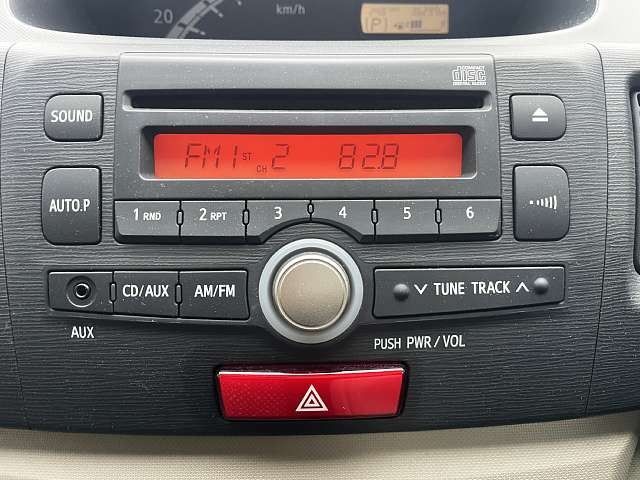 20
km/h
P
COMPACT
disc
DIGITAL AUDIO
SOUND
FM1 ST CH 2 82.8
AUTO.P
1 RND 2 RPT 3 4 5 6
CD/AUX AM/FM
∨ TUNE TRACK ∧
AUX
PUSH PWR/VOL